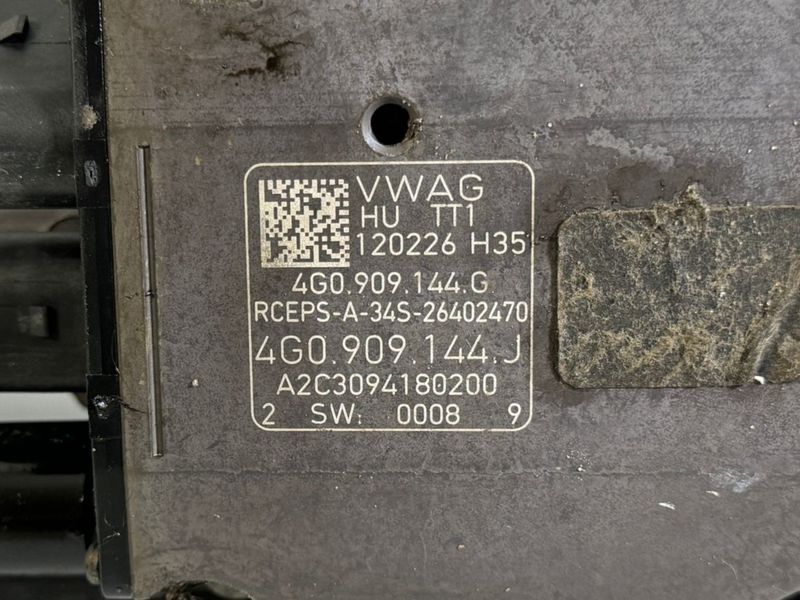 VWAG
HU TT1
120226 H35
4G0.909.144.G
RCEPS-A-34S-26402470
4G0.909.144.J
A2C3094180200
2 SW: 0008 9